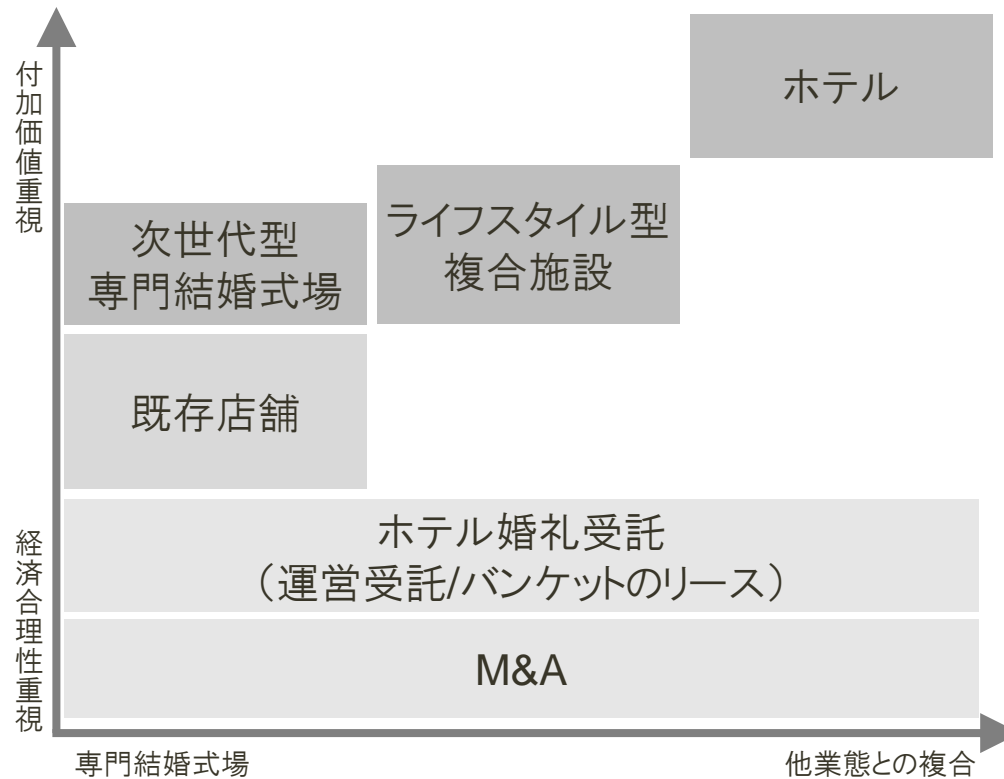 付加価値重視
ホテル
ライフスタイル型
複合施設
次世代型
専門結婚式場
既存店舗
ホテル婚礼受託
（運営受託/バンケットのリース）
経済合理性重視
M&A
専門結婚式場
他業態との複合